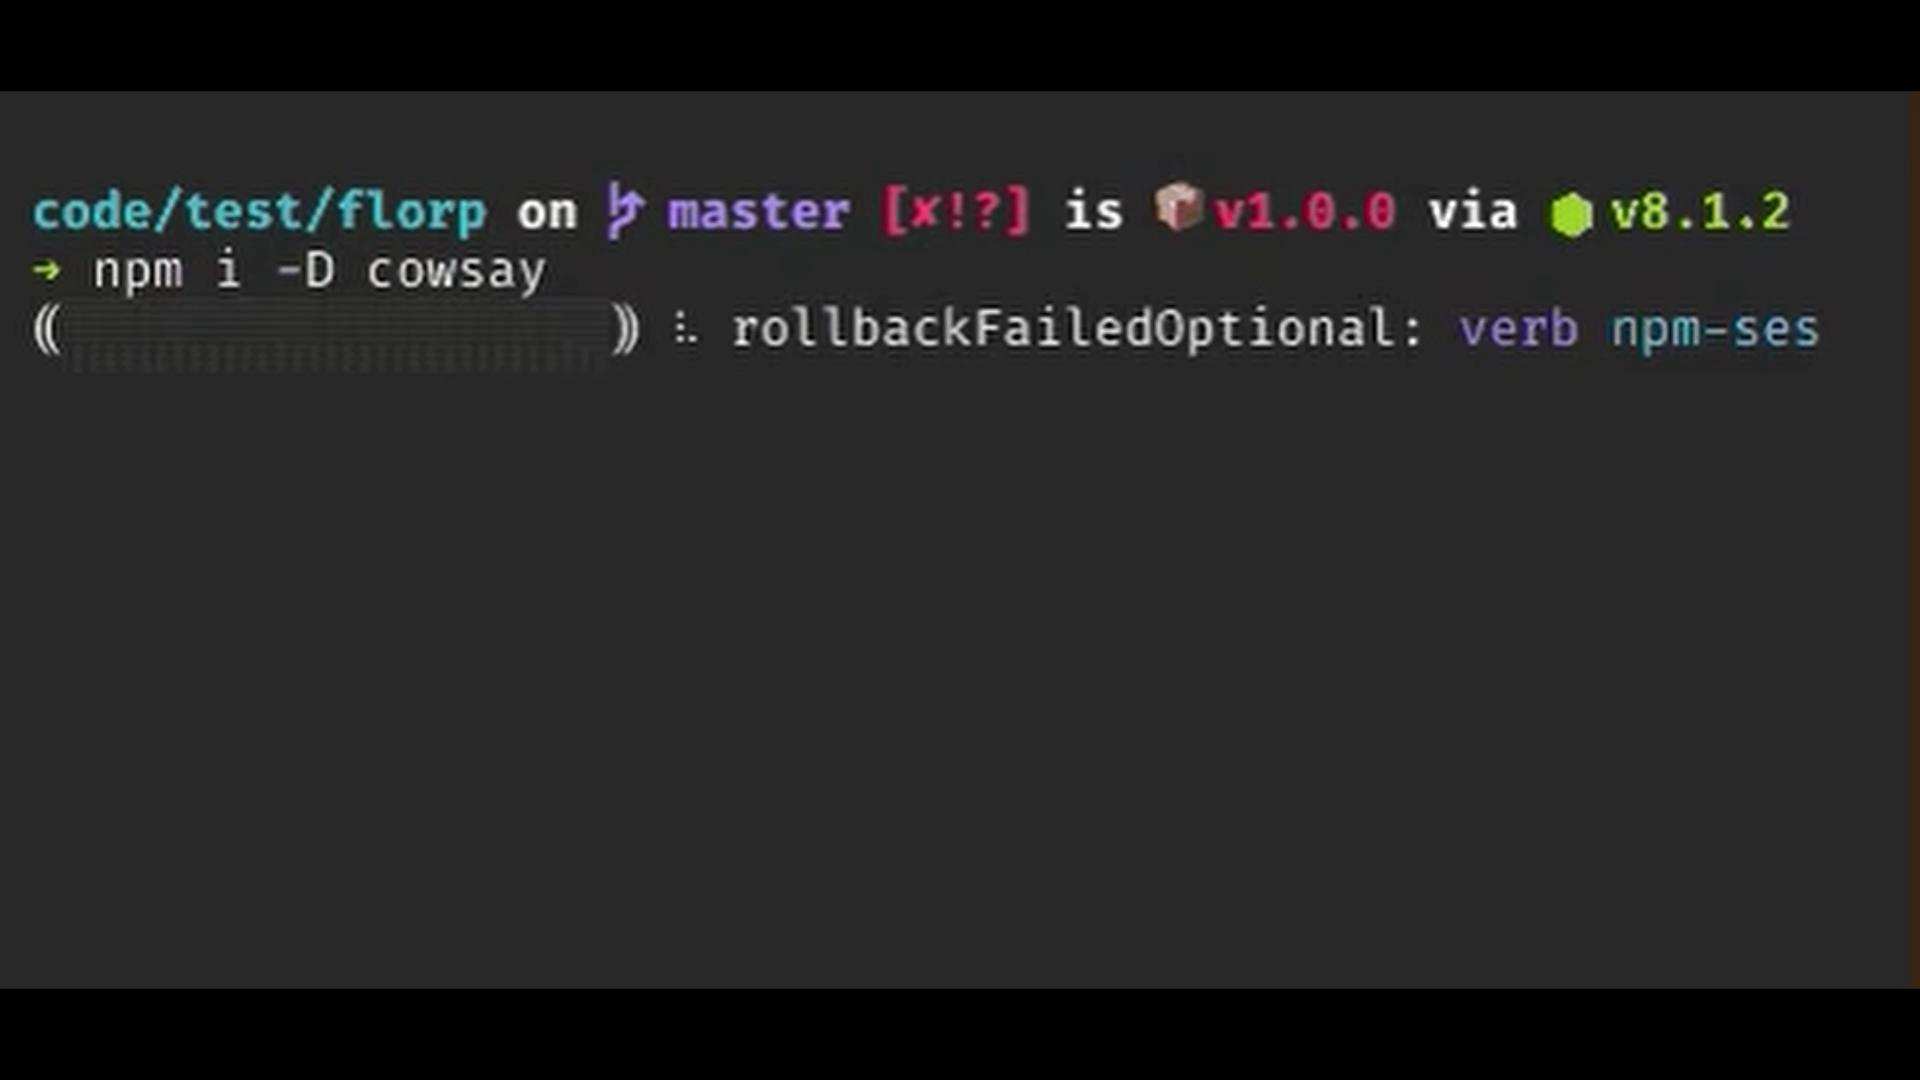 code/test/florp on master [✘!?] is 📦 v1.0.0 via ⬢ v8.1.2
➜ npm i -D cowsay
⸨░░░░░░░░░░░░░░░░░░⸩ ⠧ rollbackFailedOptional: verb npm-ses